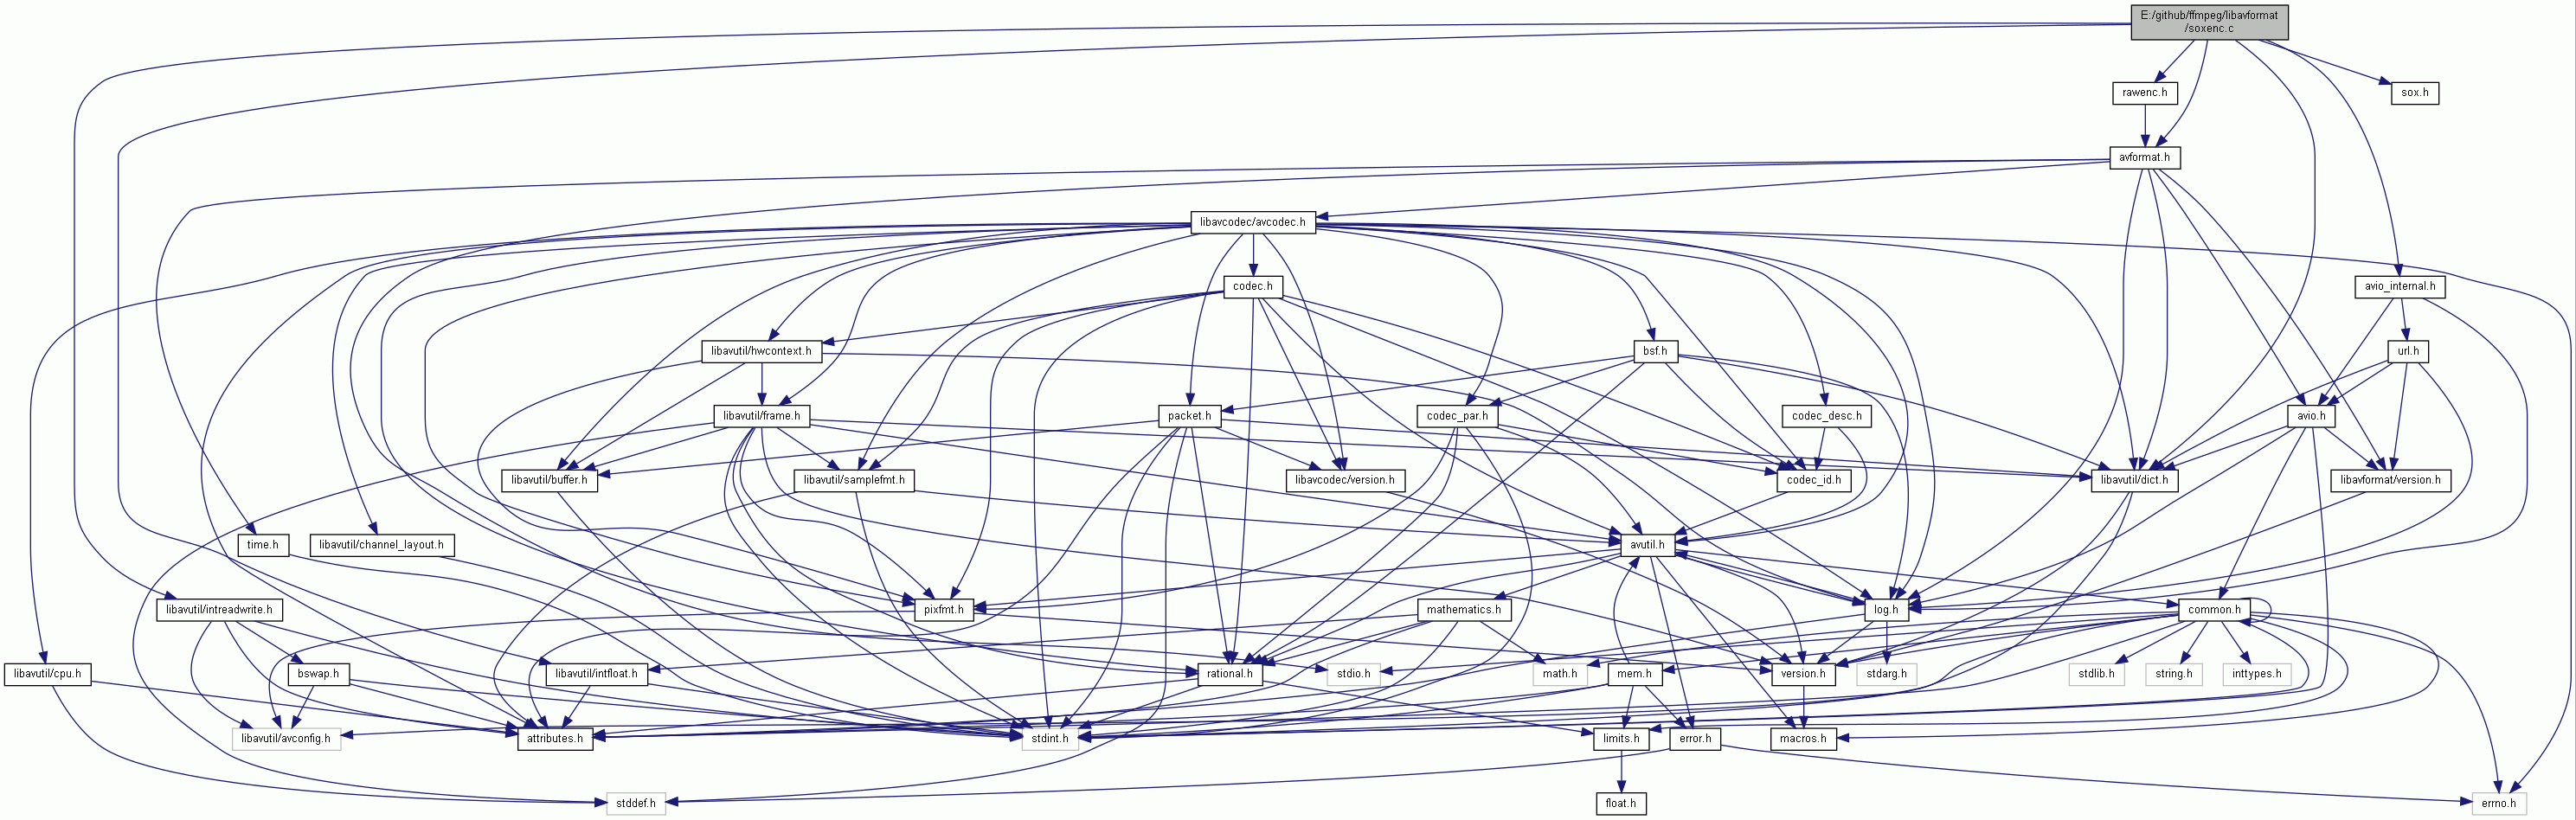 E:/github/ffmpeg/libavformat
/soxenc.c
rawenc.h
sox.h
avformat.h
libavcodec/avcodec.h
codec.h
avio_internal.h
libavutil/hwcontext.h
bsf.h
url.h
libavutil/frame.h
packet.h
codec_par.h
codec_desc.h
avio.h
libavutil/buffer.h
libavutil/samplefmt.h
libavcodec/version.h
codec_id.h
libavutil/dict.h
libavformat/version.h
time.h
libavutil/channel_layout.h
avutil.h
libavutil/intreadwrite.h
pixfmt.h
mathematics.h
log.h
common.h
libavutil/cpu.h
bswap.h
libavutil/intfloat.h
stdio.h
rational.h
math.h
mem.h
version.h
stdarg.h
stdlib.h
string.h
inttypes.h
libavutil/avconfig.h
attributes.h
stdint.h
limits.h
error.h
macros.h
stddef.h
float.h
errno.h